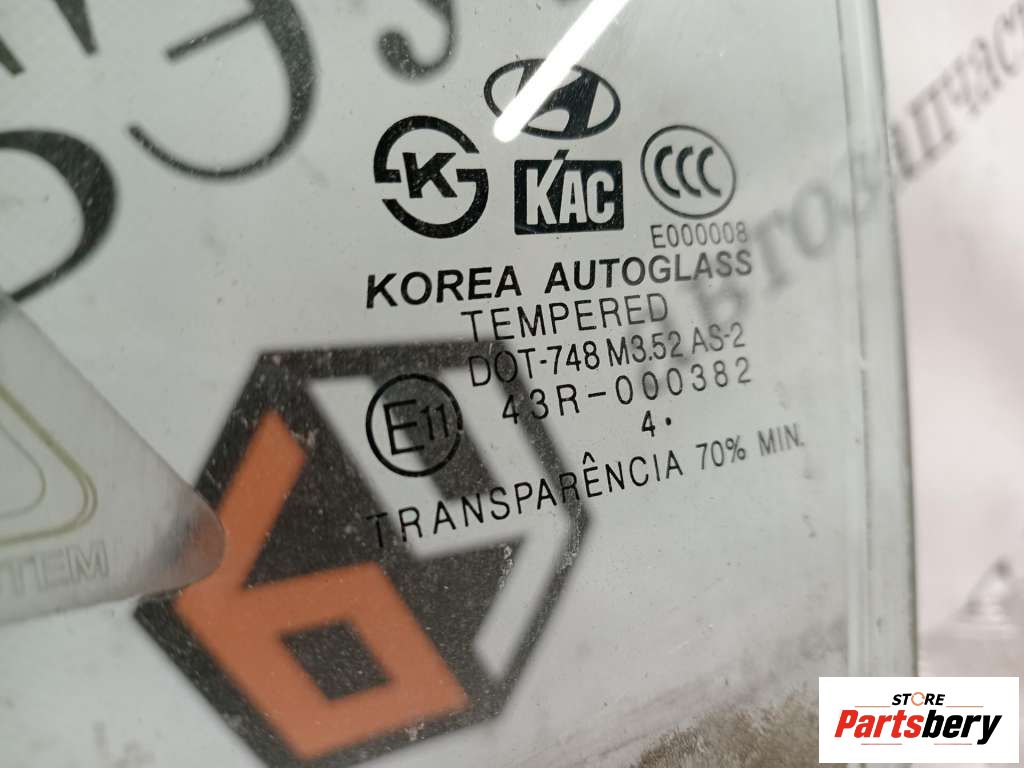 K
KAC
CCC
E000008
KOREA AUTOGLASS
TEMPERED
DOT-748 M3.52 AS-2
E11
43R-000382
4.
TRANSPARÊNCIA 70% MIN.
STORE
Partsbery